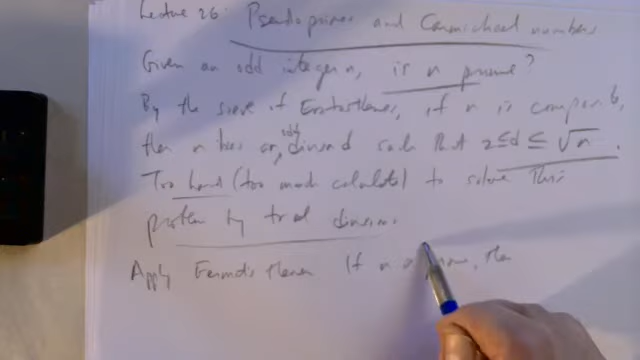 Lecture 26: Pseudoprimes and Carmichael numbers
Given an odd integer n, is n prime?
By the sieve of Eratosthenes, if n is composite,
then n has an odd divisor d such that 2 ≤ d ≤ √n.
Too hard (too much calculate) to solve this
problem by trial division.
Apply Fermat's theorem If n is prime, the